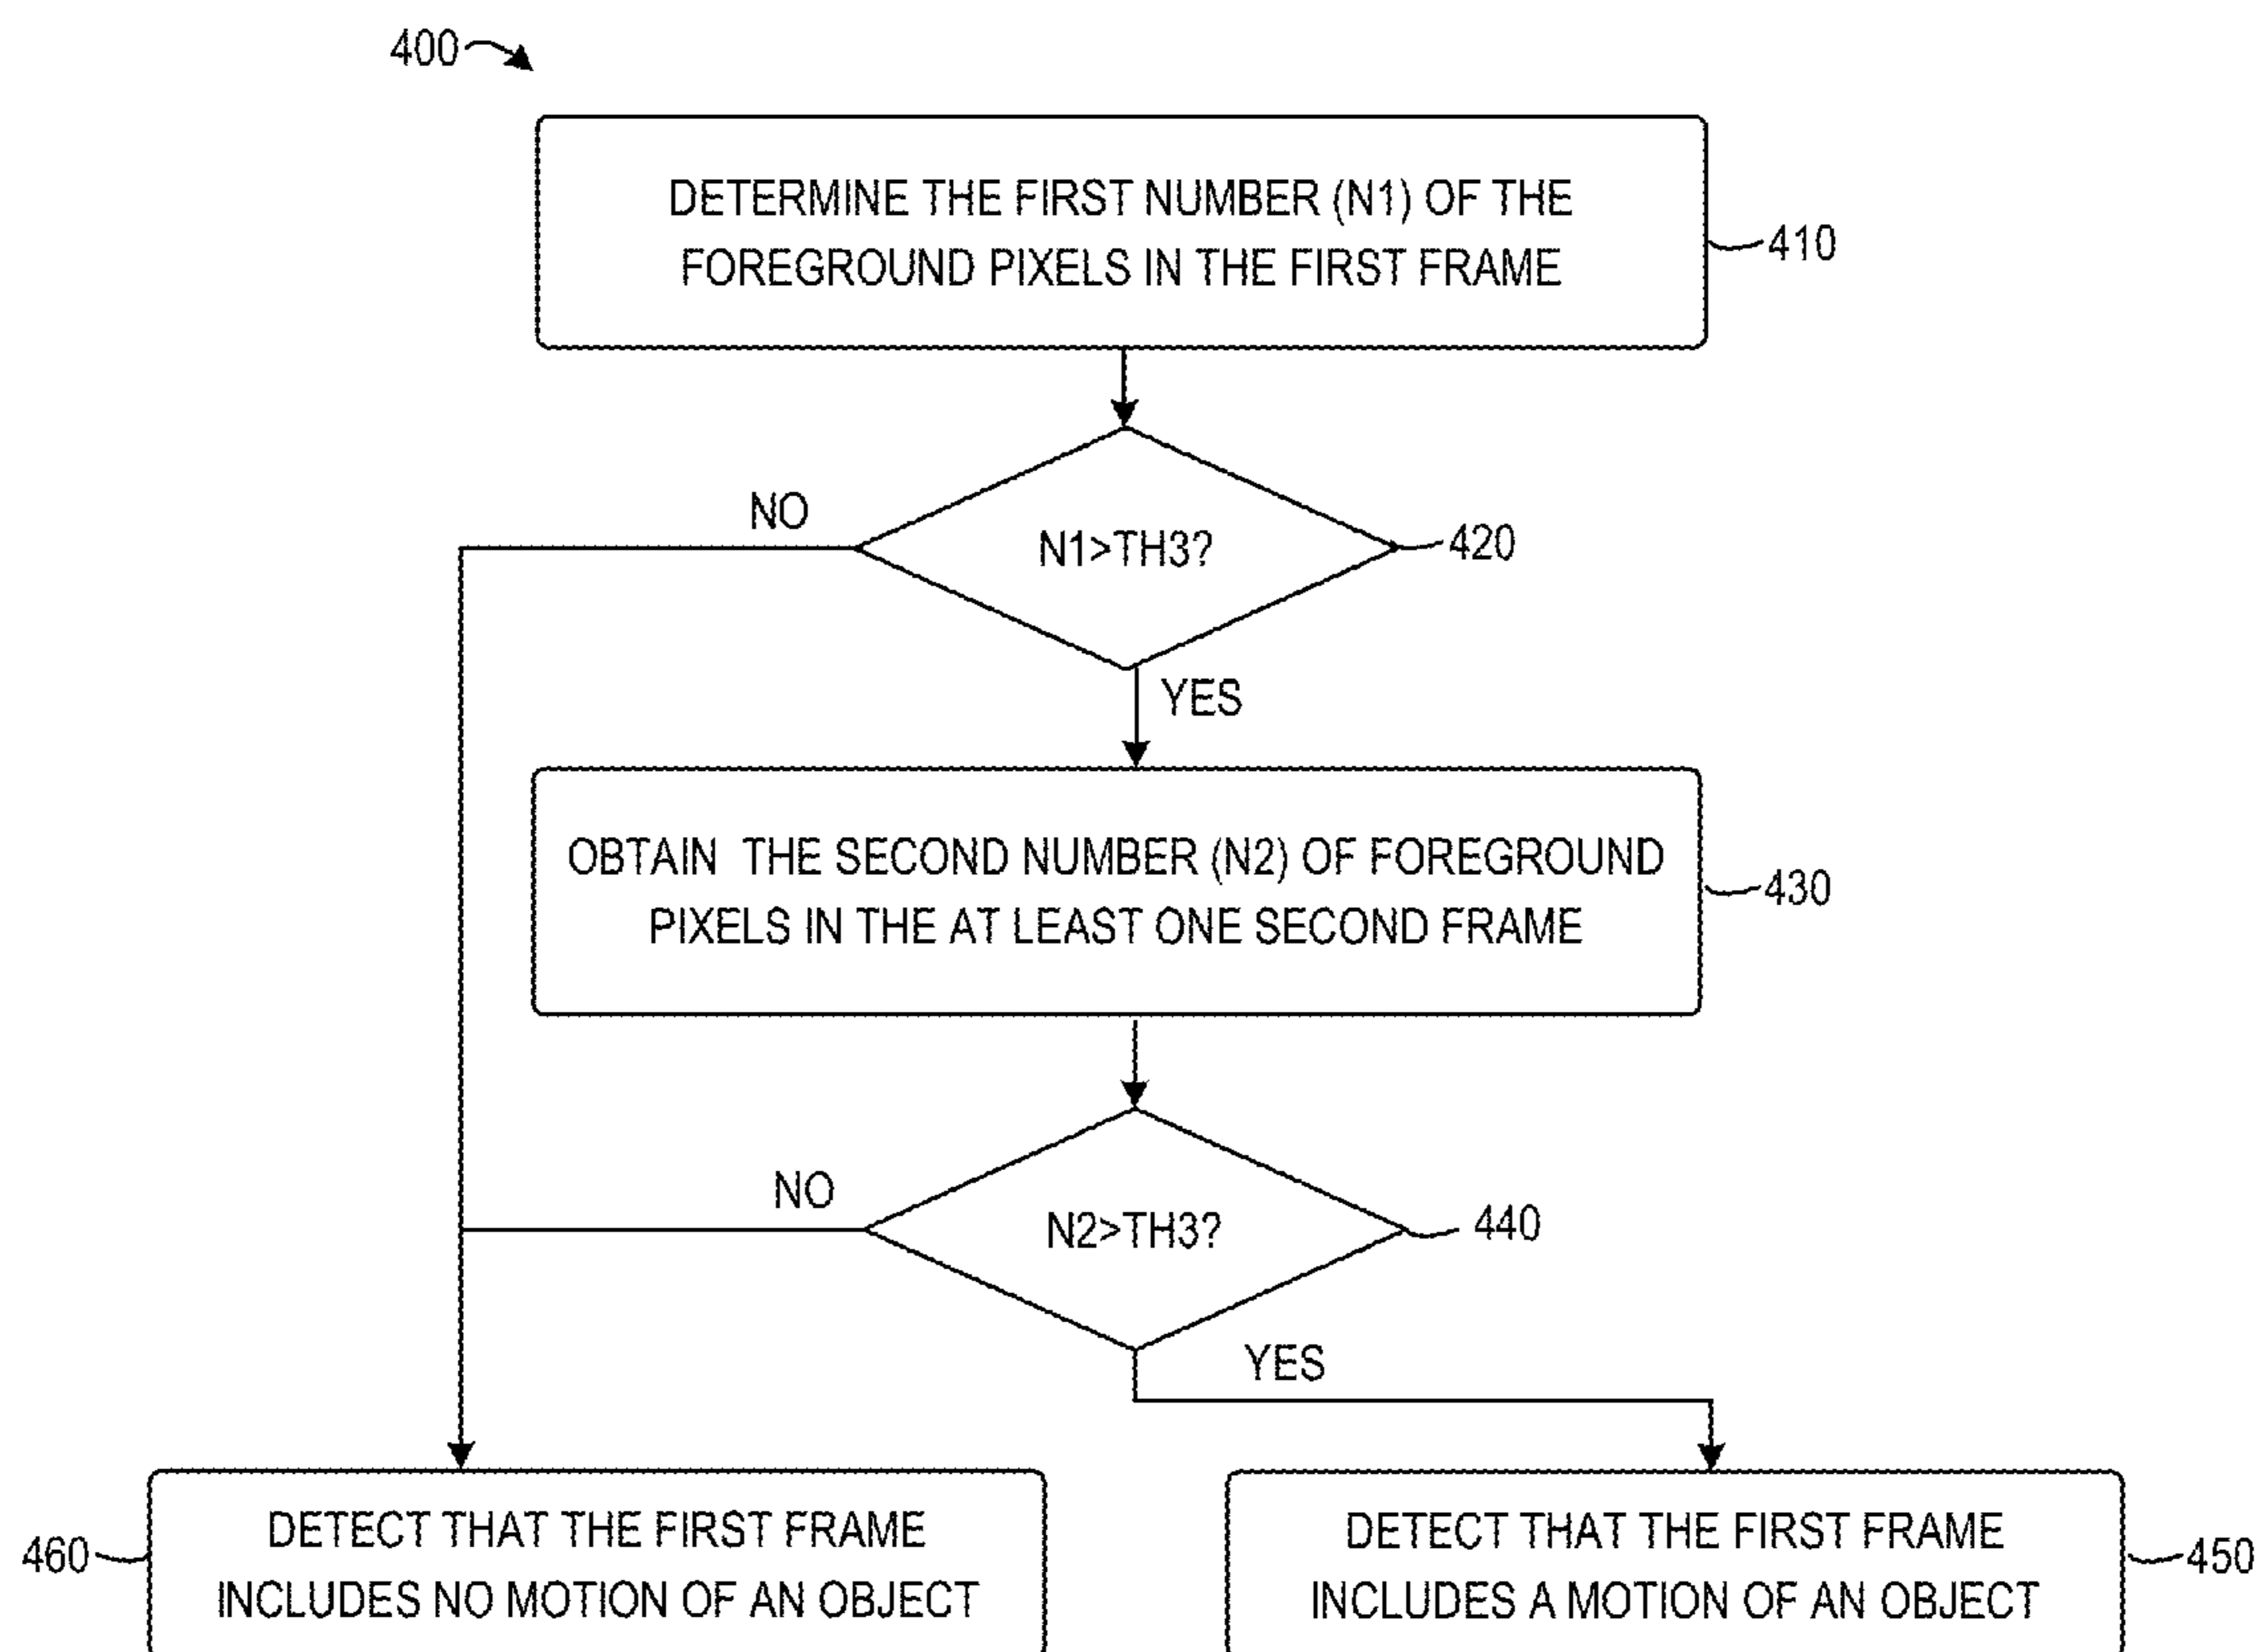 400
DETERMINE THE FIRST NUMBER (N1) OF THE
FOREGROUND PIXELS IN THE FIRST FRAME
410
NO
N1>TH3?
420
YES
OBTAIN THE SECOND NUMBER (N2) OF FOREGROUND
PIXELS IN THE AT LEAST ONE SECOND FRAME
430
NO
N2>TH3?
440
YES
460
DETECT THAT THE FIRST FRAME
INCLUDES NO MOTION OF AN OBJECT
DETECT THAT THE FIRST FRAME
INCLUDES A MOTION OF AN OBJECT
450